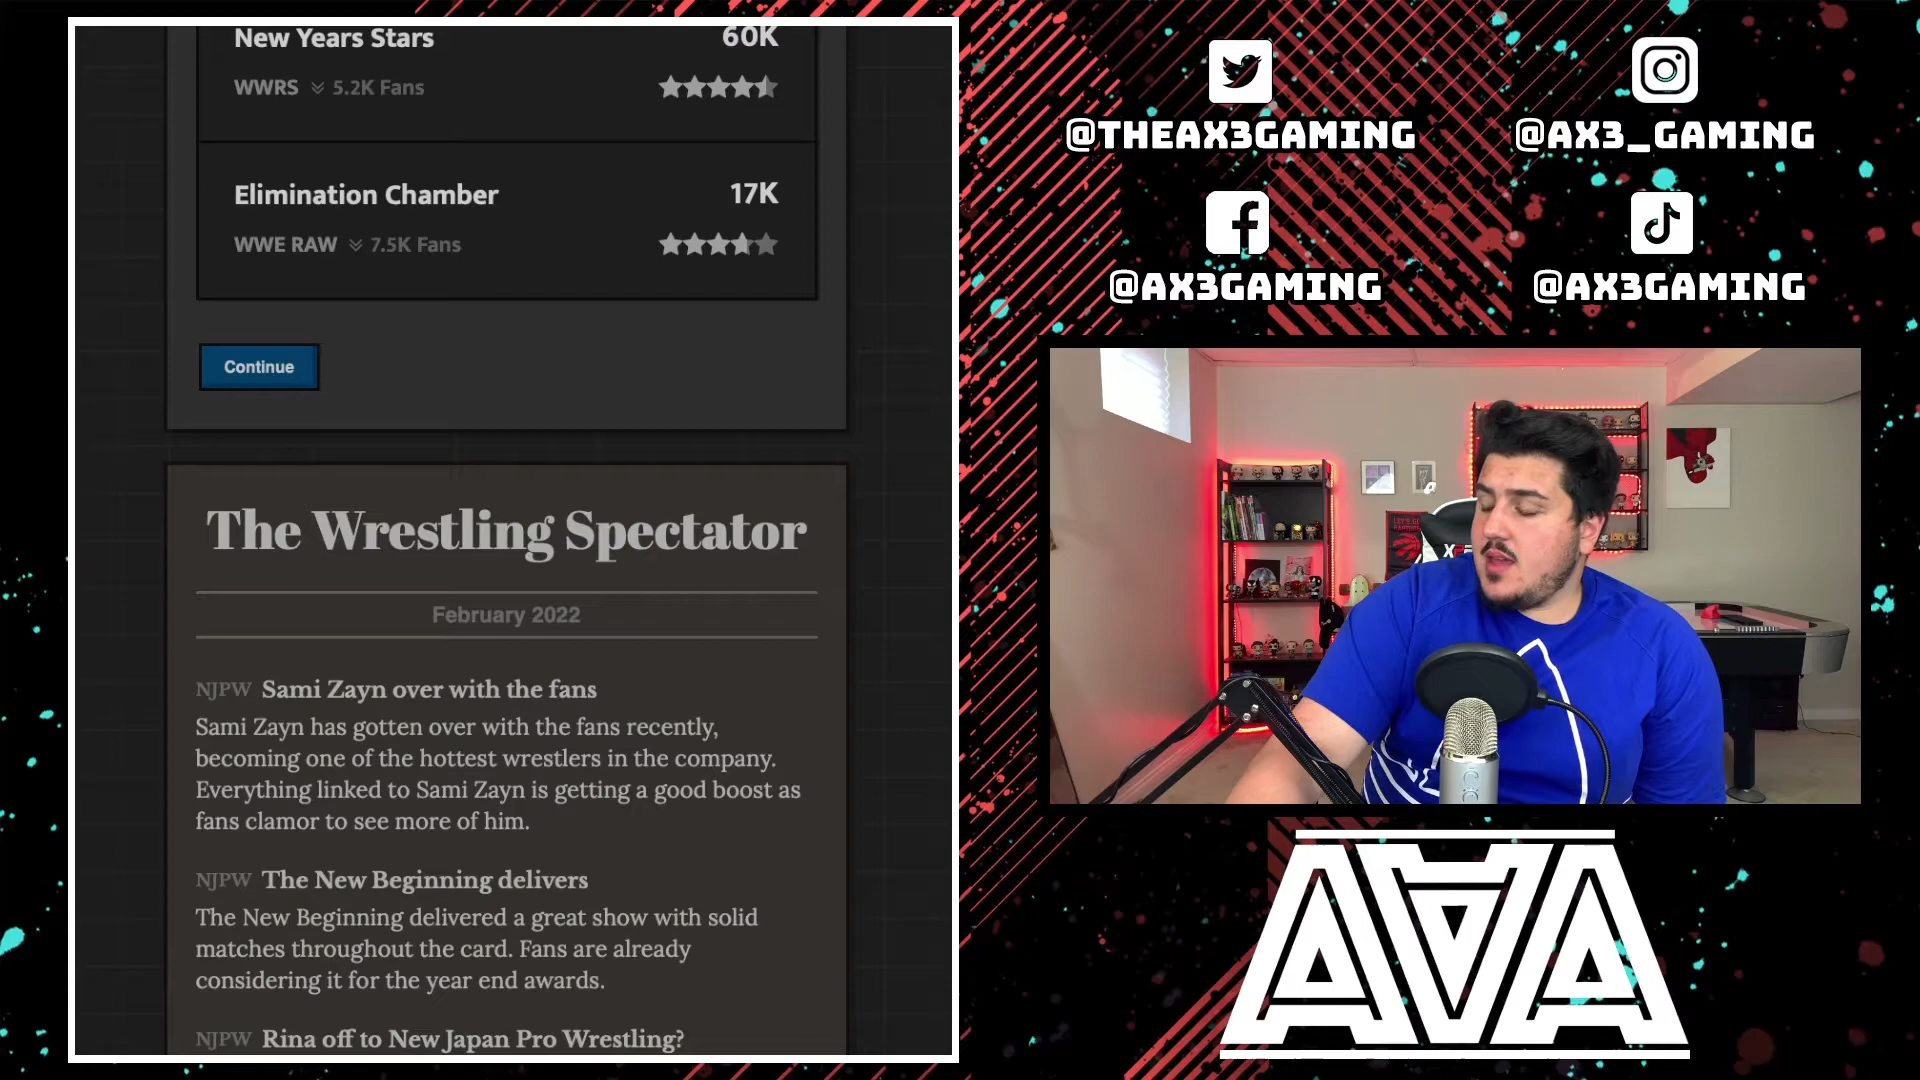 New Years Stars 60K
WWRS 5.2K Fans
Elimination Chamber 17K
WWE RAW 7.5K Fans
Continue
The Wrestling Spectator
February 2022
NJPW Sami Zayn over with the fans
Sami Zayn has gotten over with the fans recently,
becoming one of the hottest wrestlers in the company.
Everything linked to Sami Zayn is getting a good boost as
fans clamor to see more of him.
NJPW The New Beginning delivers
The New Beginning delivered a great show with solid
matches throughout the card. Fans are already
considering it for the year end awards.
NJPW Rina off to New Japan Pro Wrestling?
@THEAX3GAMING
@AX3_GAMING
@AX3GAMING
@AX3GAMING